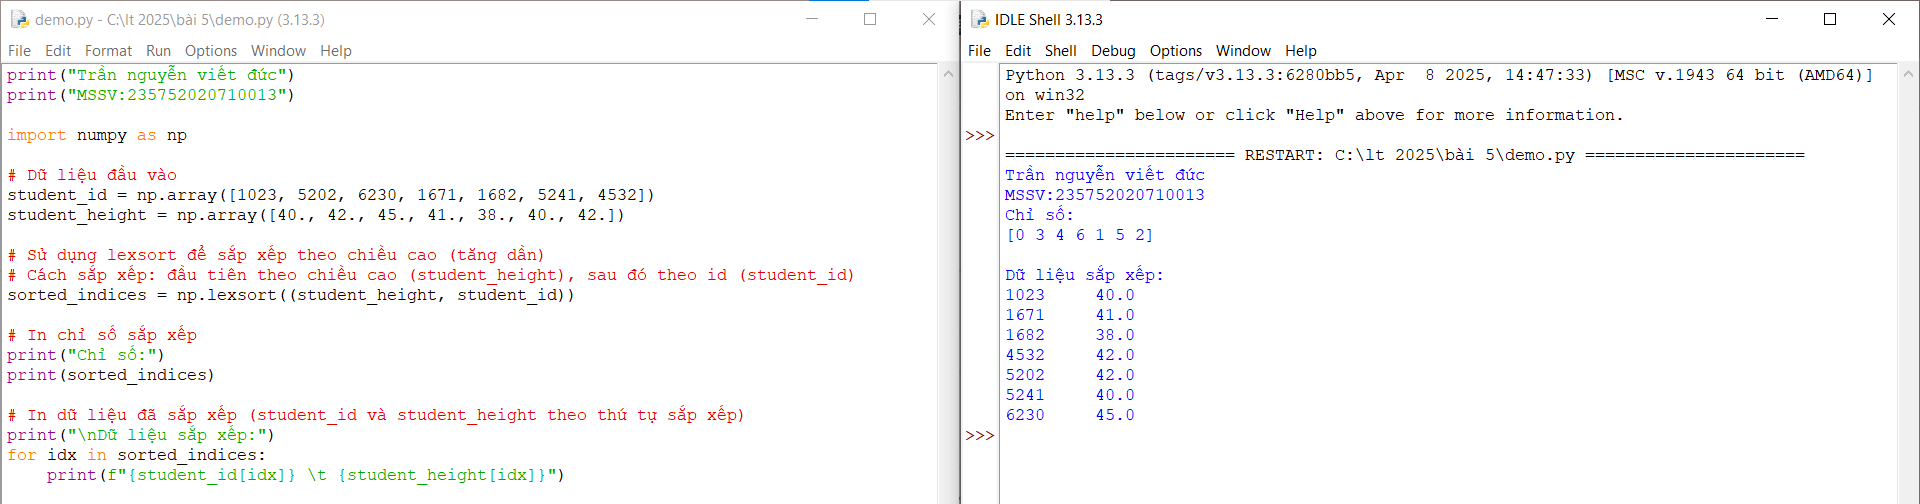 demo.py - C:\lt 2025\bài 5\demo.py (3.13.3)
File Edit Format Run Options Window Help
print("Trần nguyễn viết đức")
print("MSSV:235752020710013")
import numpy as np
# Dữ liệu đầu vào
student_id = np.array([1023, 5202, 6230, 1671, 1682, 5241, 4532])
student_height = np.array([40., 42., 45., 41., 38., 40., 42.])
# Sử dụng lexsort để sắp xếp theo chiều cao (tăng dần)
# Cách sắp xếp: đầu tiên theo chiều cao (student_height), sau đó theo id (student_id)
sorted_indices = np.lexsort((student_height, student_id))
# In chỉ số sắp xếp
print("Chỉ số:")
print(sorted_indices)
# In dữ liệu đã sắp xếp (student_id và student_height theo thứ tự sắp xếp)
print("\nDữ liệu sắp xếp:")
for idx in sorted_indices:
    print(f"{student_id[idx]} \t {student_height[idx]}")
IDLE Shell 3.13.3
File Edit Shell Debug Options Window Help
Python 3.13.3 (tags/v3.13.3:6280bb5, Apr  8 2025, 14:47:33) [MSC v.1943 64 bit (AMD64)]
on win32
Enter "help" below or click "Help" above for more information.
>>>
======================= RESTART: C:\lt 2025\bài 5\demo.py ======================
Trần nguyễn viết đức
MSSV:235752020710013
Chỉ số:
[0 3 4 6 1 5 2]
Dữ liệu sắp xếp:
1023     40.0
1671     41.0
1682     38.0
4532     42.0
5202     42.0
5241     40.0
6230     45.0
>>>